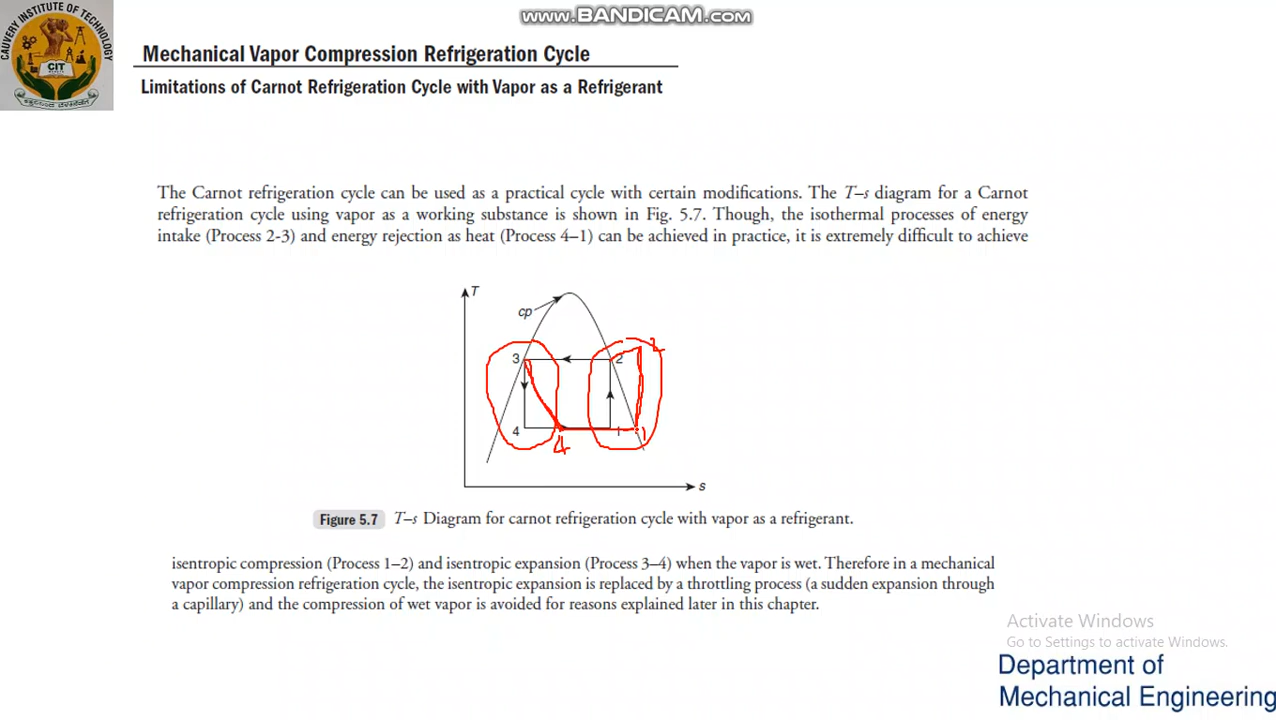 www.BANDICAM.com
CAUVERY INSTITUTE OF TECHNOLOGY
CIT
Mechanical Vapor Compression Refrigeration Cycle
Limitations of Carnot Refrigeration Cycle with Vapor as a Refrigerant
The Carnot refrigeration cycle can be used as a practical cycle with certain modifications. The T–s diagram for a Carnot
refrigeration cycle using vapor as a working substance is shown in Fig. 5.7. Though, the isothermal processes of energy
intake (Process 2-3) and energy rejection as heat (Process 4–1) can be achieved in practice, it is extremely difficult to achieve
T
cp
2
3
2
4
1
1
4
s
Figure 5.7 T–s Diagram for carnot refrigeration cycle with vapor as a refrigerant.
isentropic compression (Process 1–2) and isentropic expansion (Process 3–4) when the vapor is wet. Therefore in a mechanical
vapor compression refrigeration cycle, the isentropic expansion is replaced by a throttling process (a sudden expansion through
a capillary) and the compression of wet vapor is avoided for reasons explained later in this chapter.
Activate Windows
Go to Settings to activate Windows.
Department of
Mechanical Engineering